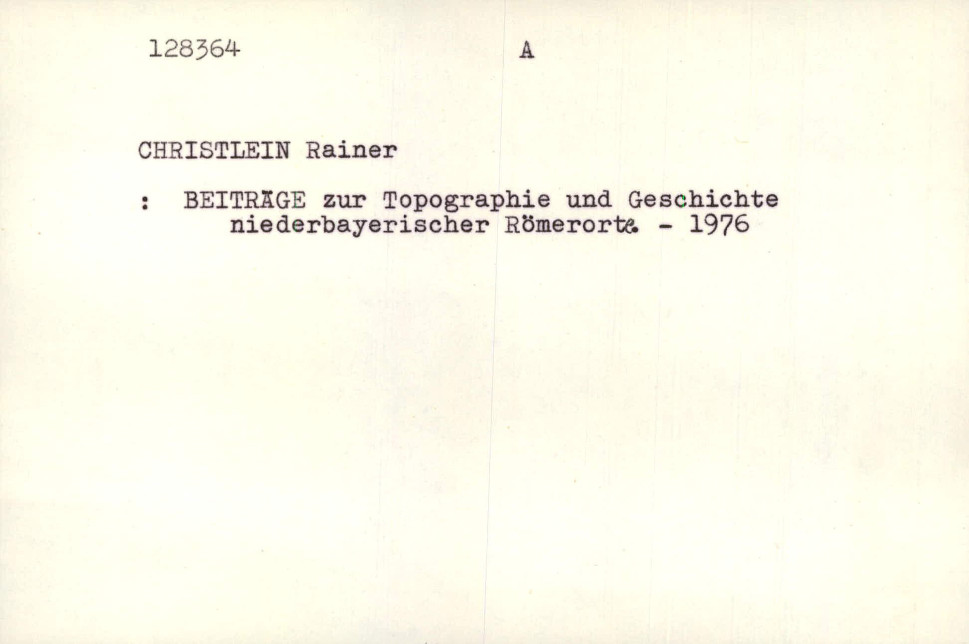 128364 A
CHRISTLEIN Rainer
: BEITRÄGE zur Topographie und Geschichte
niederbayerischer Römerorte. - 1976